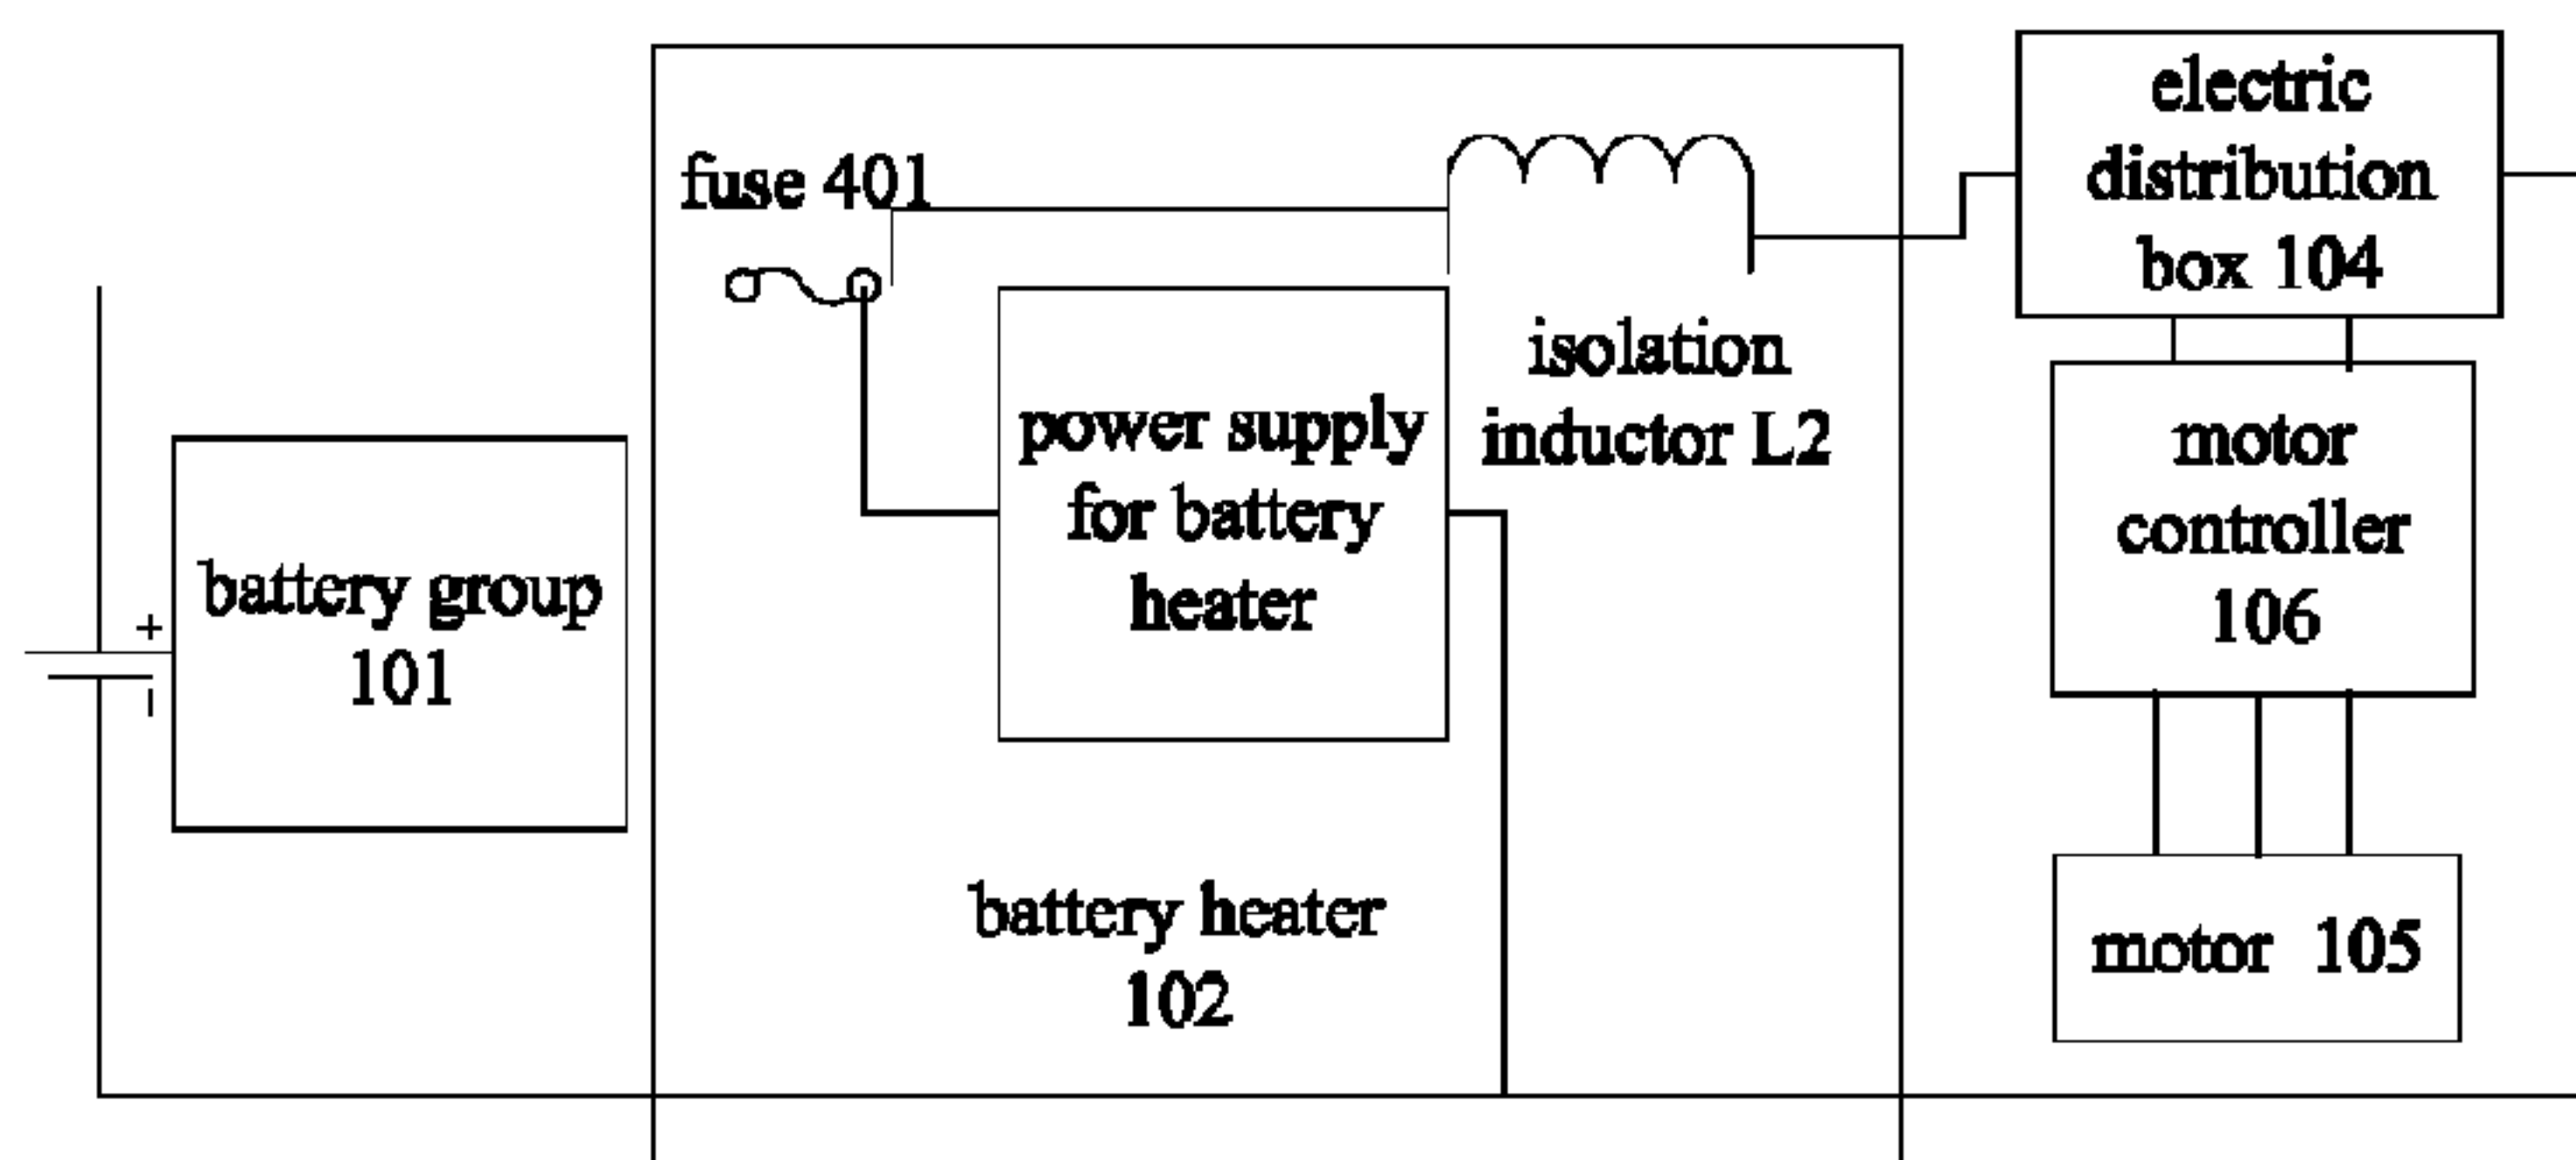 fuse 401
electric
distribution
box 104
isolation
inductor L2
power supply
for battery
heater
motor
controller
106
+
battery group
101
−
battery heater
102
motor 105